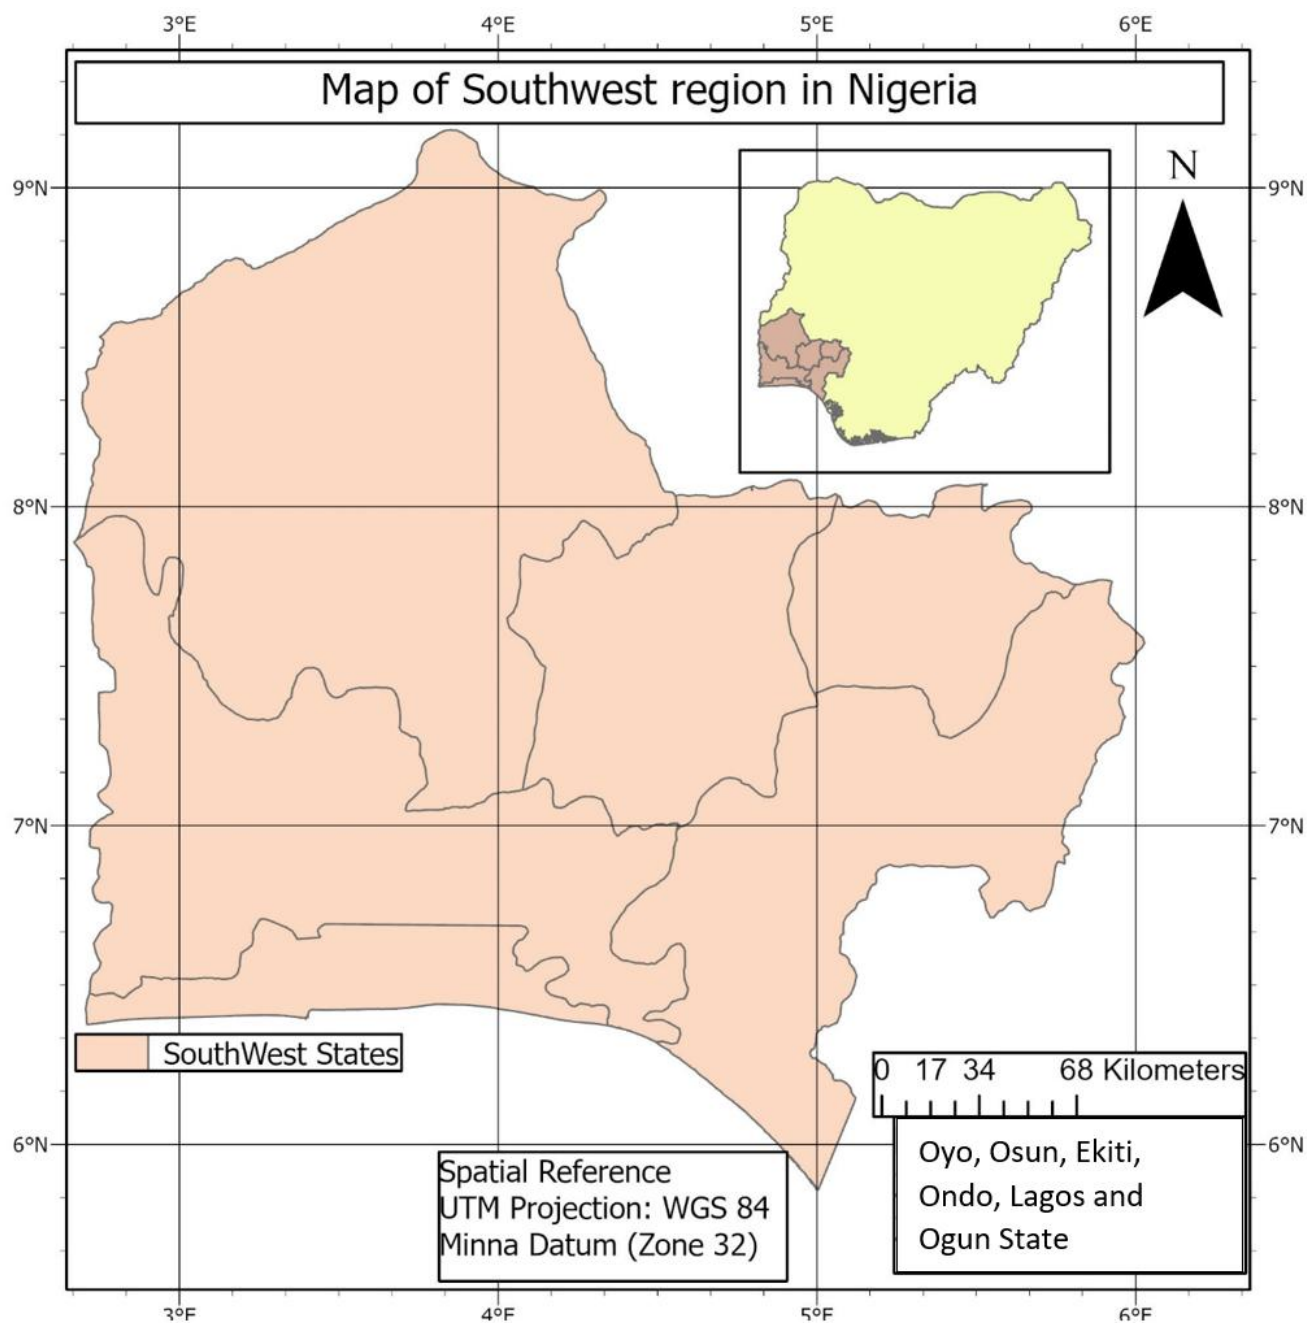 3°E 4°E 5°E 6°E
Map of Southwest region in Nigeria
N
9°N 9°N
8°N 8°N
7°N 7°N
SouthWest States
0 17 34 68 Kilometers
6°N 6°N
Oyo, Osun, Ekiti,
Ondo, Lagos and
Ogun State
Spatial Reference
UTM Projection: WGS 84
Minna Datum (Zone 32)
3°E 4°E 5°E 6°E